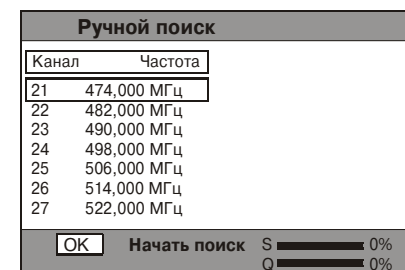 Ручной поиск
Канал Частота
21 474,000 МГц
22 482,000 МГц
23 490,000 МГц
24 498,000 МГц
25 506,000 МГц
26 514,000 МГц
27 522,000 МГц
OK Начать поиск S 0%
Q 0%